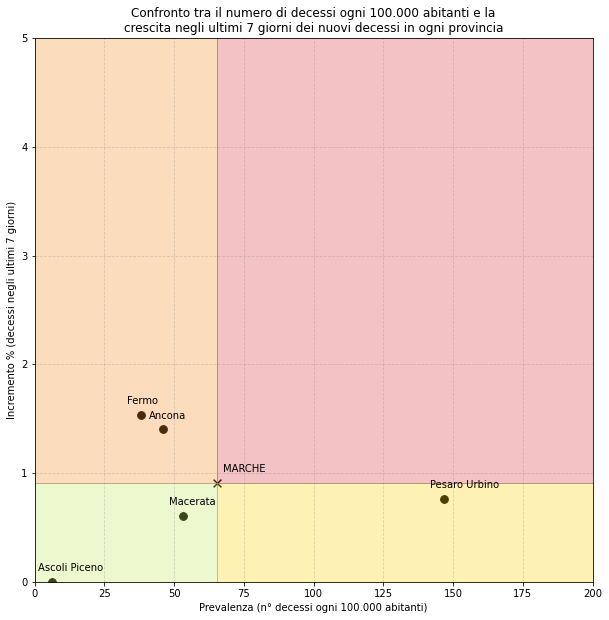 Confronto tra il numero di decessi ogni 100.000 abitanti e la
crescita negli ultimi 7 giorni dei nuovi decessi in ogni provincia
5
4
3
2
1
0
Incremento % (decessi negli ultimi 7 giorni)
Fermo
Ancona
MARCHE
Pesaro Urbino
Macerata
Ascoli Piceno
0 25 50 75 100 125 150 175 200
Prevalenza (n° decessi ogni 100.000 abitanti)